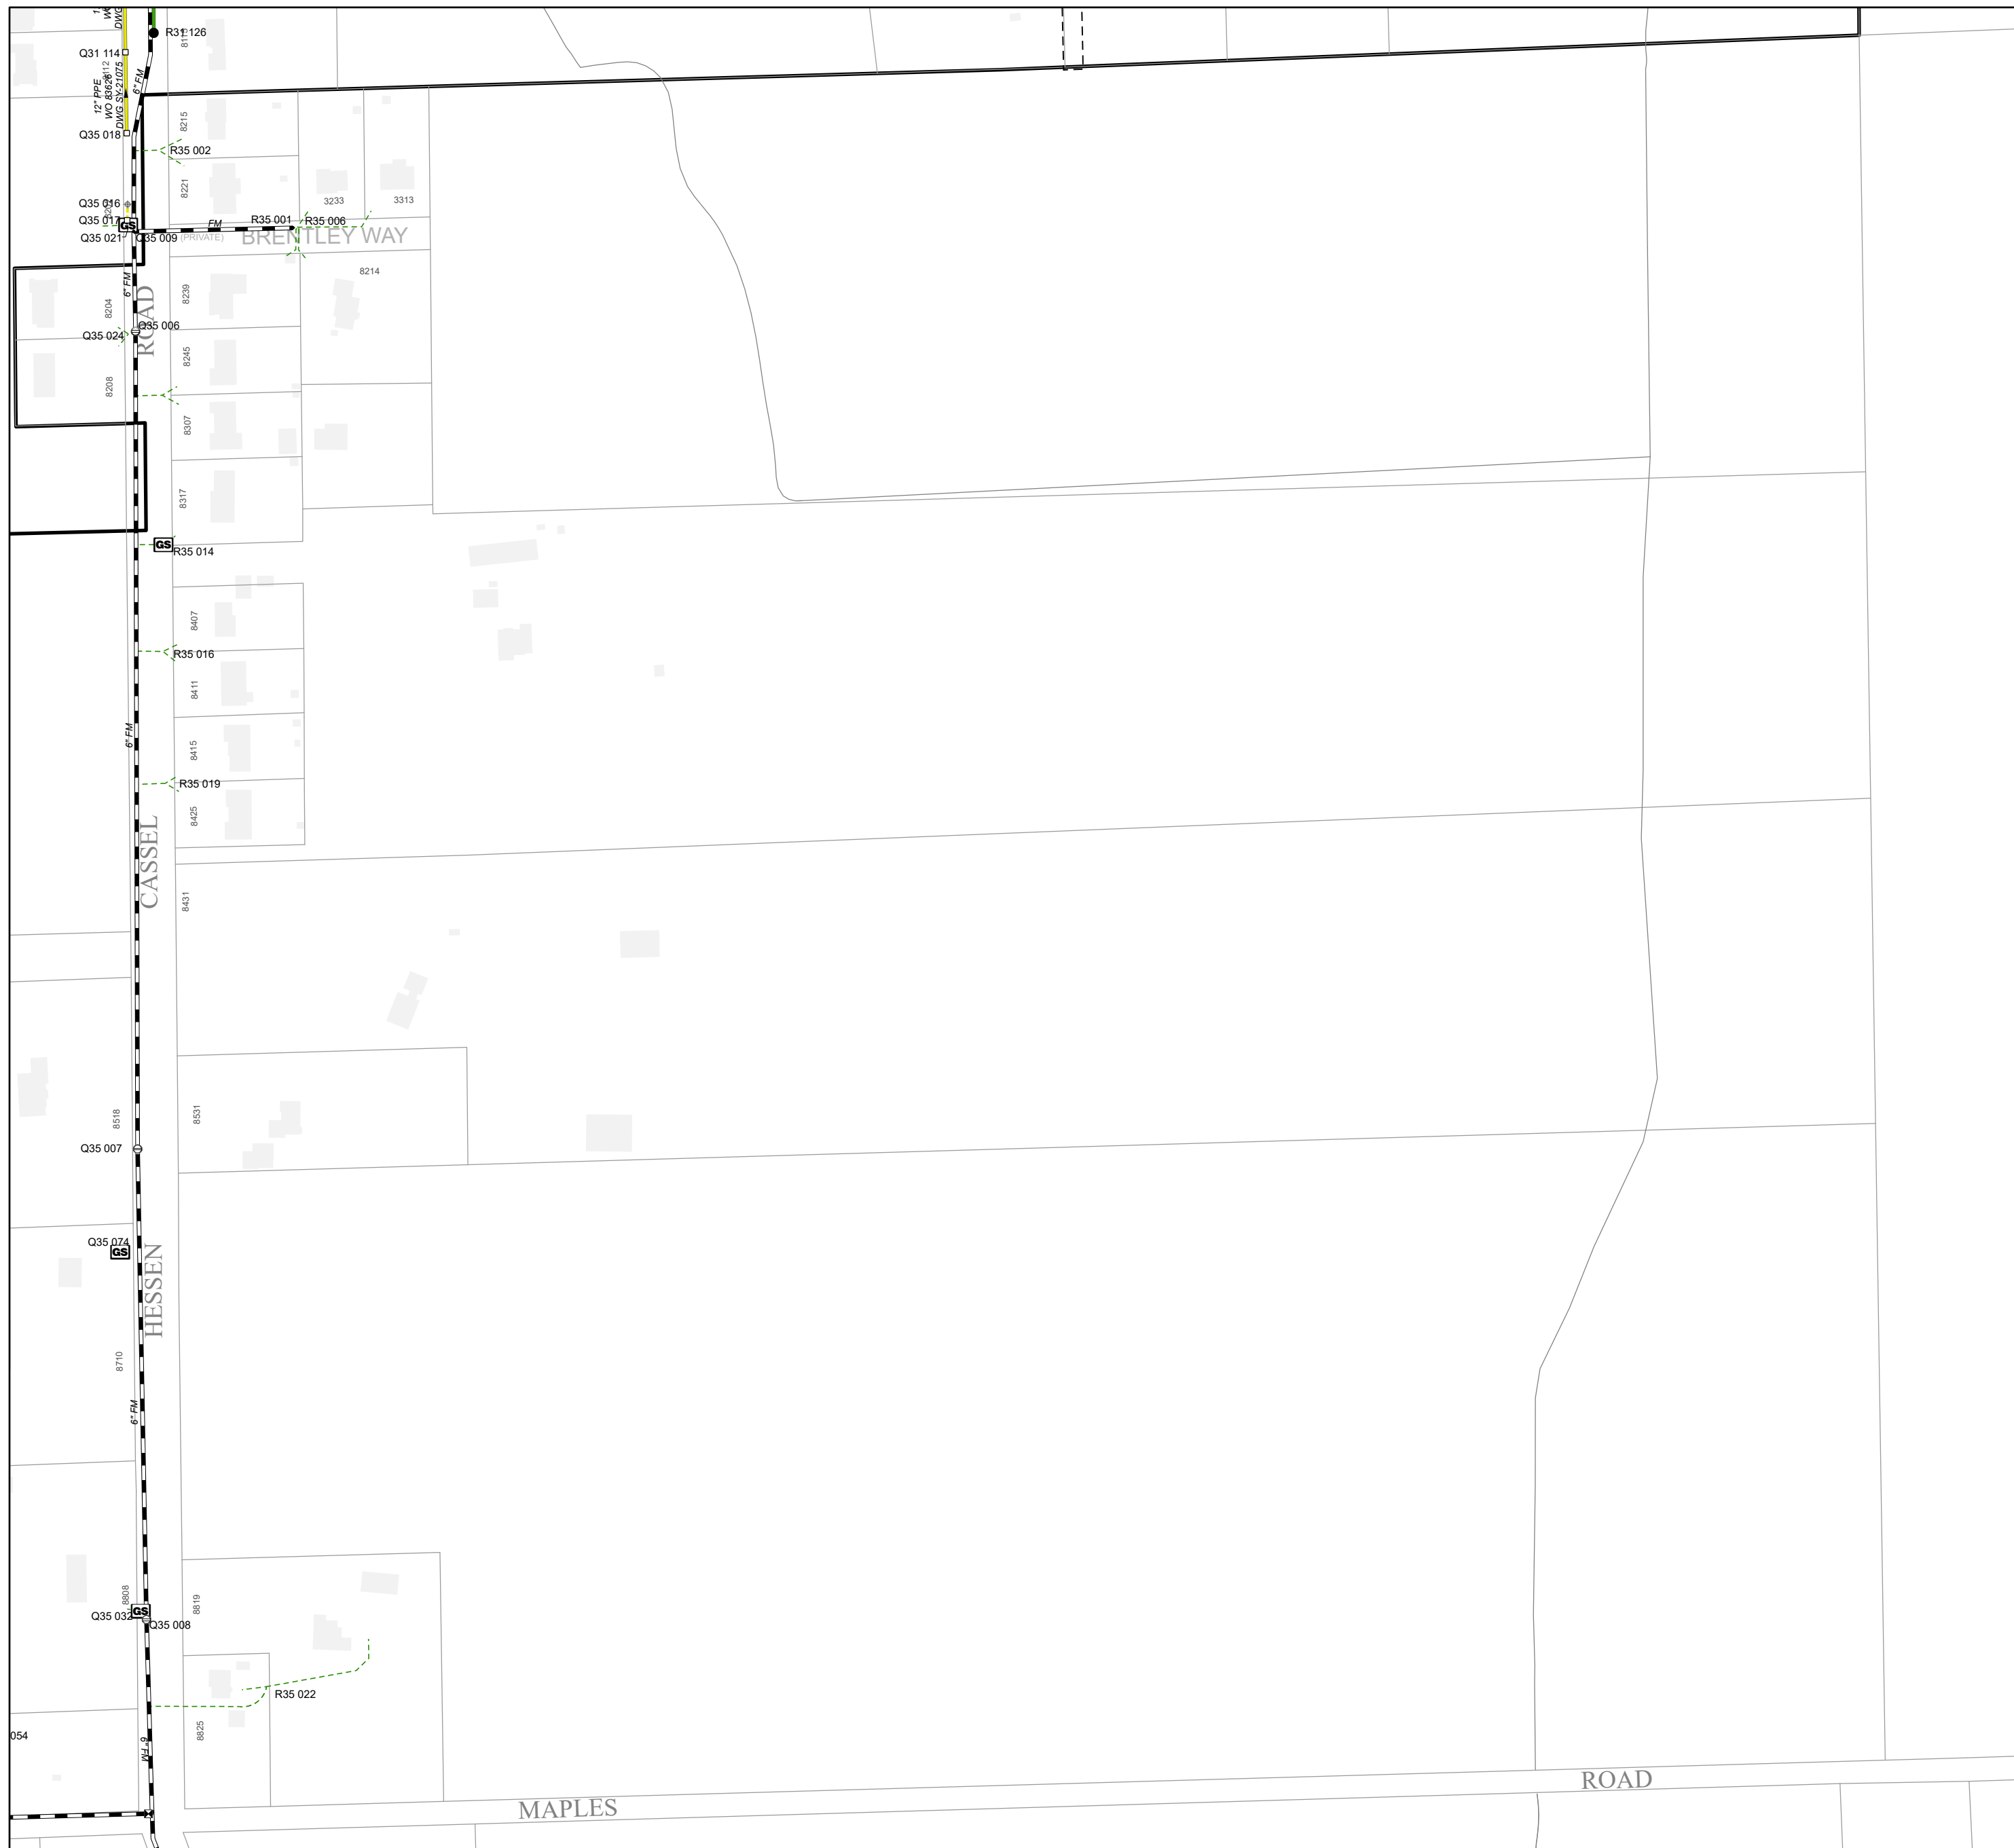 R31 126
Q31 114
6" FM
12" PPE
WO 83626
DWG SY-21075
Q35 018
8215
R35 002
8221
3233
3313
Q35 016
Q35 017
GS
FM
R35 001
R35 006
Q35 021
Q35 009
(PRIVATE)
BRENTLEY WAY
8214
6" FM
8239
8204
ROAD
Q35 006
Q35 024
8245
8208
8307
8317
GS
R35 014
8407
R35 016
8411
6" FM
8415
R35 019
8425
CASSEL
8431
8518
8531
Q35 007
Q35 074
GS
HESSEN
8710
6" FM
8808
8819
GS
Q35 032
Q35 008
R35 022
8825
054
6" FM
ROAD
MAPLES